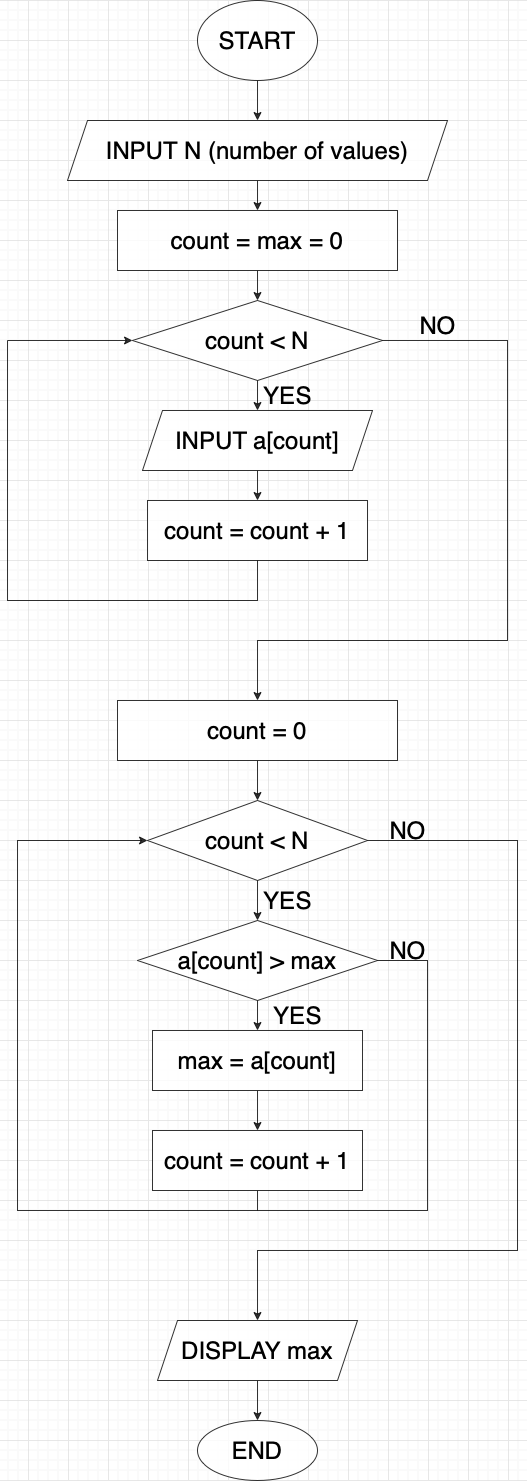 START
INPUT N (number of values)
count = max = 0
count < N
NO
YES
INPUT a[count]
count = count + 1
count = 0
count < N
NO
YES
a[count] > max
NO
YES
max = a[count]
count = count + 1
DISPLAY max
END